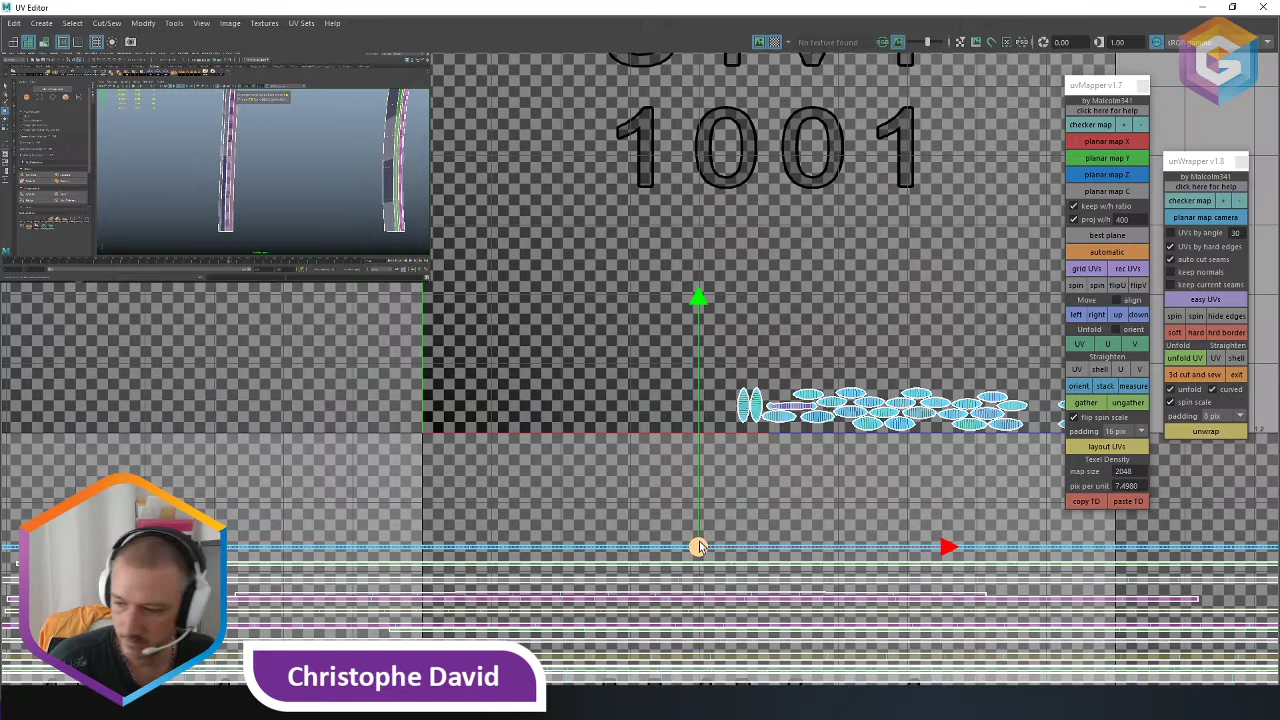 UV Editor
Edit Create Select Cut/Sew Modify Tools View Image Textures UV Sets Help
No texture found
0.00
1.00
sRGB gamma
1001
1.2
uvMapper v1.7
by Malcolm341
click here for help
checker map + -
planar map X
planar map Y
planar map Z
planar map C
keep w/h ratio
proj w/h 400
best plane
automatic
grid UVs rec UVs
spin spin flipU flipV
Move align
left right up down
Unfold orient
UV U V
Straighten
UV shell U V
orient stack measure
gather ungather
flip spin scale
padding 16 pix
layout UVs
Texel Density
map size 2048
pix per unit 7.4980
copy TD paste TD
unWrapper v1.8
by Malcolm341
click here for help
checker map + -
planar map camera
UVs by angle 30
UVs by hard edges
auto cut seams
keep normals
keep current seams
easy UVs
spin spin hide edges
soft hard hrd border
Unfold Straighten
unfold UV UV shell
3d cut and sew exit
unfold curved
spin scale
padding 8 pix
unwrap
Christophe David